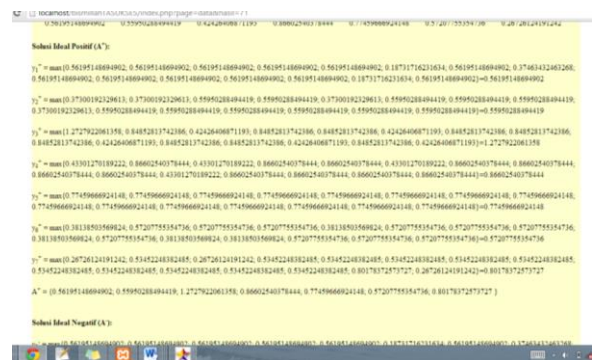 0.56195148694902 0.55950288494419 0.42426406871193 0.86602540378444 0.77459666924148 0.57207755354736 0.26726124191242
Solusi Ideal Positif (A⁺):
y₁⁺ = max{0.56195148694902; 0.56195148694902; 0.56195148694902; 0.56195148694902; 0.56195148694902; 0.18731716231634; 0.56195148694902; 0.37463432463268;
0.56195148694902; 0.56195148694902; 0.56195148694902; 0.56195148694902; 0.56195148694902; 0.18731716231634; 0.56195148694902}=0.56195148694902
y₂⁺ = max{0.37300192329613; 0.37300192329613; 0.55950288494419; 0.37300192329613; 0.55950288494419; 0.55950288494419; 0.55950288494419;
0.37300192329613; 0.55950288494419; 0.55950288494419; 0.55950288494419; 0.55950288494419; 0.55950288494419; 0.55950288494419}=0.55950288494419
y₃⁺ = max{1.2727922061358; 0.84852813742386; 0.42426406871193; 0.84852813742386; 0.42426406871193; 0.84852813742386; 0.84852813742386;
0.84852813742386; 0.84852813742386; 0.84852813742386; 0.84852813742386; 0.84852813742386; 0.42426406871193}=1.2727922061358
y₄⁺ = max{0.43301270189222; 0.86602540378444; 0.43301270189222; 0.86602540378444; 0.43301270189222; 0.86602540378444;
0.86602540378444; 0.86602540378444; 0.43301270189222; 0.86602540378444; 0.86602540378444; 0.86602540378444}=0.86602540378444
y₅⁺ = max{0.77459666924148; 0.77459666924148; 0.77459666924148; 0.77459666924148; 0.77459666924148; 0.77459666924148; 0.77459666924148;
0.77459666924148; 0.77459666924148; 0.77459666924148; 0.77459666924148; 0.77459666924148}=0.77459666924148
y₆⁺ = max{0.38138503569824; 0.57207755354736; 0.57207755354736; 0.38138503569824; 0.57207755354736; 0.57207755354736; 0.57207755354736;
0.38138503569824; 0.57207755354736; 0.38138503569824; 0.57207755354736; 0.57207755354736; 0.57207755354736}=0.57207755354736
y₇⁺ = max{0.26726124191242; 0.53452248382485; 0.26726124191242; 0.53452248382485; 0.53452248382485; 0.53452248382485; 0.53452248382485;
0.53452248382485; 0.53452248382485; 0.53452248382485; 0.53452248382485; 0.53452248382485; 0.80178372573727; 0.26726124191242}=0.80178372573727
A⁺ = {0.56195148694902; 0.55950288494419; 1.2727922061358; 0.86602540378444; 0.77459666924148; 0.57207755354736; 0.80178372573727 }
Solusi Ideal Negatif (A⁻):